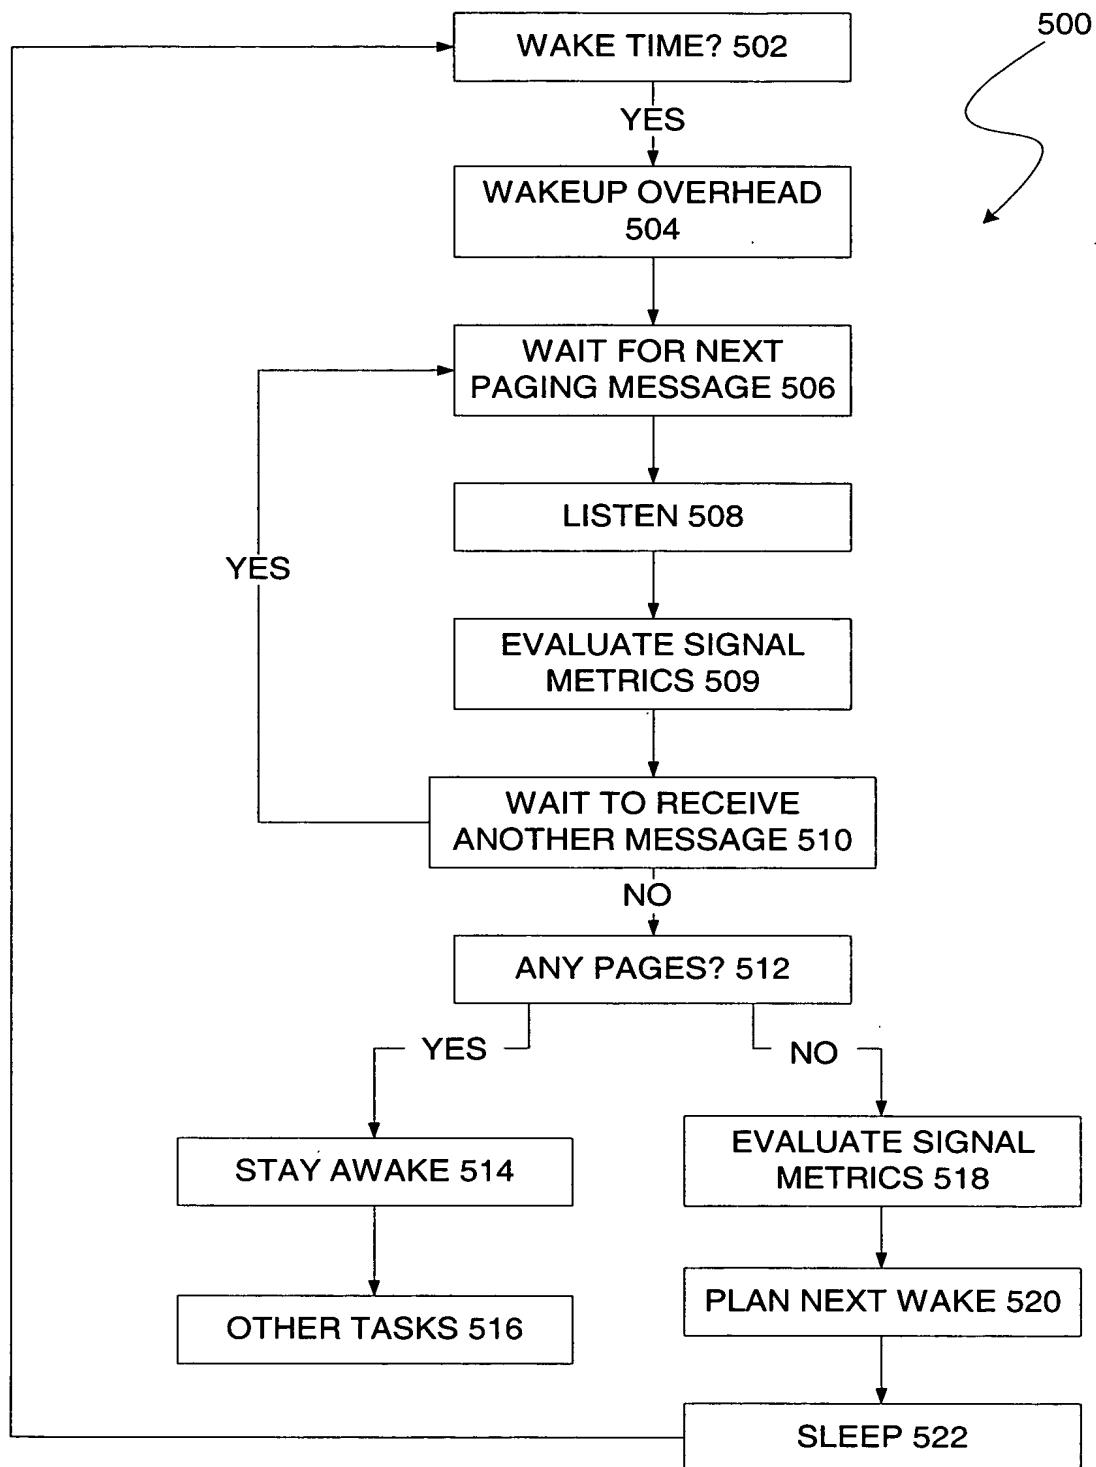 500
WAKE TIME? 502
YES
WAKEUP OVERHEAD
504
WAIT FOR NEXT
PAGING MESSAGE 506
LISTEN 508
YES
EVALUATE SIGNAL
METRICS 509
WAIT TO RECEIVE
ANOTHER MESSAGE 510
NO
ANY PAGES? 512
YES
NO
STAY AWAKE 514
EVALUATE SIGNAL
METRICS 518
OTHER TASKS 516
PLAN NEXT WAKE 520
SLEEP 522